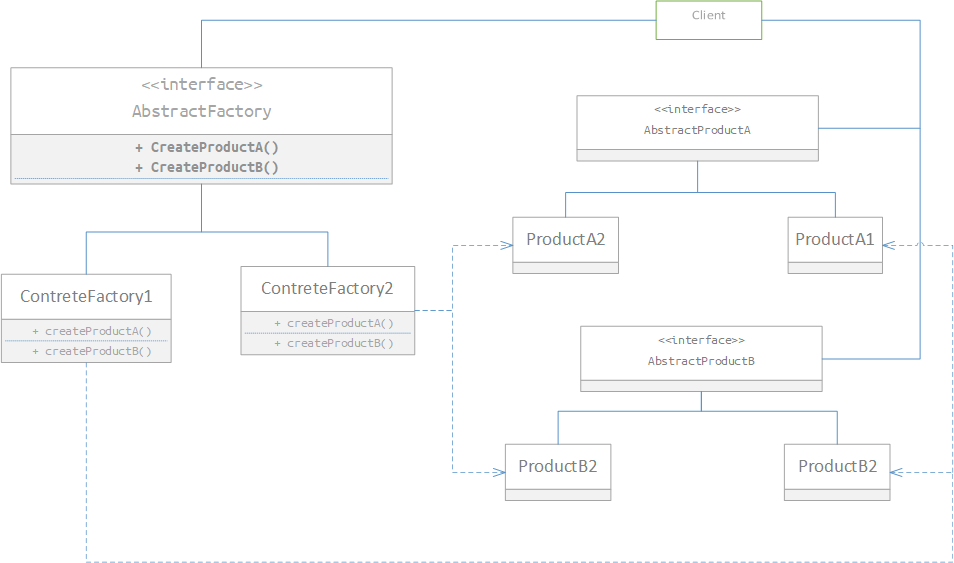 Client
<<interface>>
AbstractFactory
+ CreateProductA()
+ CreateProductB()
<<interface>>
AbstractProductA
ProductA2
ProductA1
ContreteFactory1
+ createProductA()
+ createProductB()
ContreteFactory2
+ createProductA()
+ createProductB()
<<interface>>
AbstractProductB
ProductB2
ProductB2